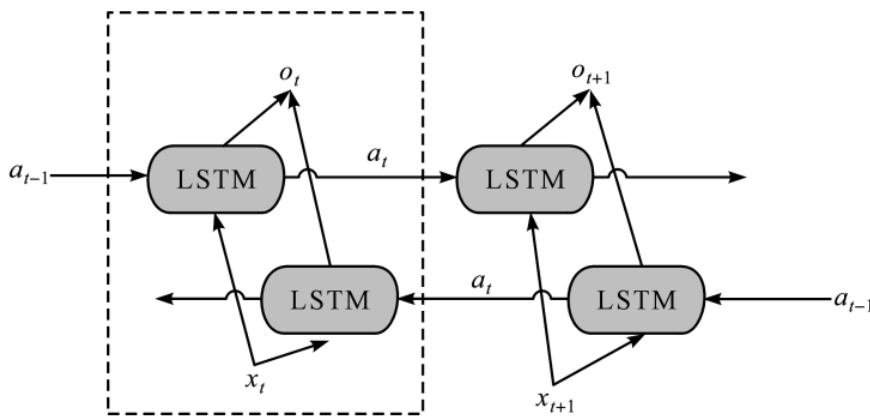 o_t
o_{t+1}
a_{t-1}
LSTM
a_t
LSTM
LSTM
a_t
LSTM
a_{t-1}
x_t
x_{t+1}